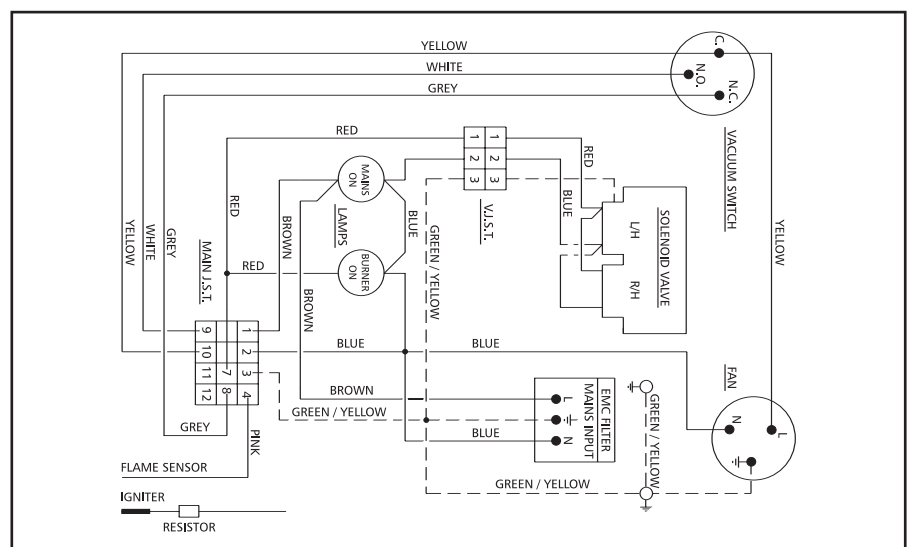 YELLOW
WHITE
GREY
C.
N.O.
N.C.
VACUUM SWITCH
RED
1 1
2 2
3 3
V.J.S.T.
MAINS ON
LAMPS
BURNER ON
RED
BLUE
SOLENOID VALVE
L/H
R/H
YELLOW
WHITE
GREY
RED
BROWN
BLUE
GREEN / YELLOW
YELLOW
MAIN J.S.T.
RED
BROWN
9 1
10 2
11 7 3
12 8 4
BLUE
BLUE
BROWN
GREEN / YELLOW
BLUE
L
N
EMC FILTER
MAINS INPUT
GREEN / YELLOW
FAN
N
L
GREY
PINK
GREEN / YELLOW
FLAME SENSOR
IGNITER
RESISTOR